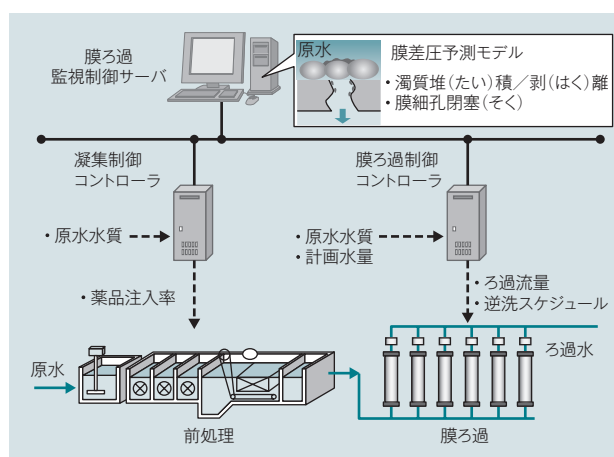 膜ろ過
監視制御サーバ
原水
膜差圧予測モデル
・濁質堆（たい）積／剥（はく）離
・膜細孔閉塞（そく）
凝集制御
コントローラ
膜ろ過制御
コントローラ
・原水水質
・原水水質
・計画水量
・薬品注入率
・ろ過流量
・逆洗スケジュール
原水
ろ過水
前処理
膜ろ過